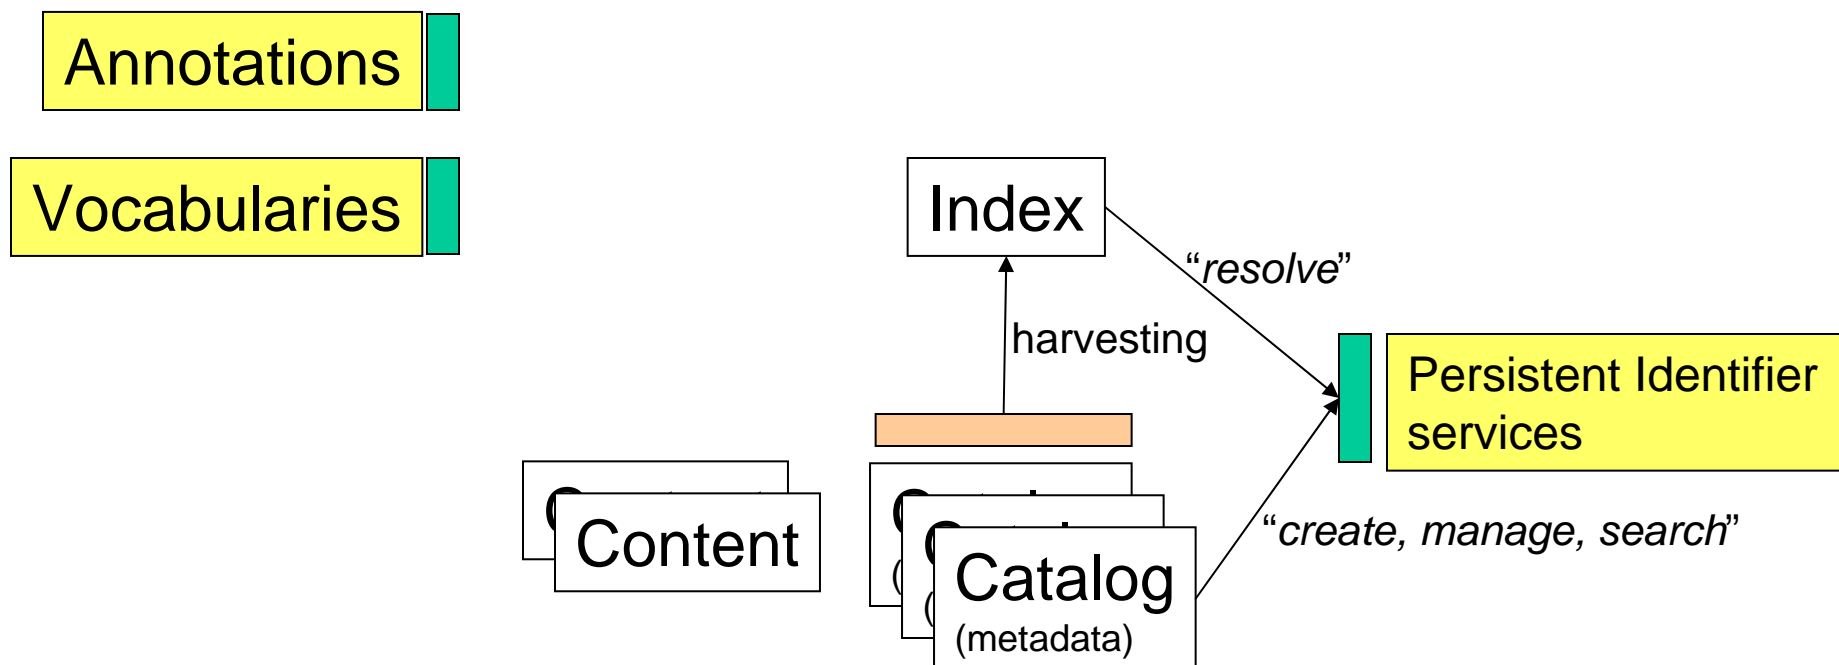 Annotations
Vocabularies
Index
“resolve”
harvesting
Persistent Identifier
services
Content
Catalog
(metadata)
“create, manage, search”